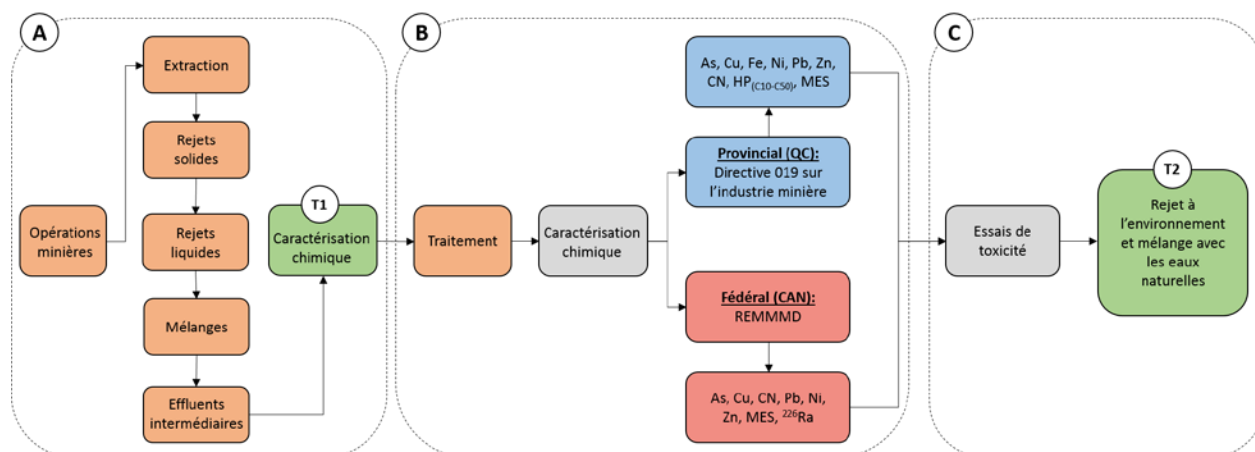 A
Extraction
Rejets
solides
Opérations
minières
Rejets
liquides
Mélanges
Effluents
intermédiaires
T1
Caractérisation
chimique
B
Traitement
Caractérisation
chimique
As, Cu, Fe, Ni, Pb, Zn,
CN, HP(C10-C50), MES
Provincial (QC):
Directive 019 sur
l'industrie minière
Fédéral (CAN):
REMMMD
As, Cu, CN, Pb, Ni,
Zn, MES, ²²⁶Ra
C
Essais de
toxicité
T2
Rejet à
l'environnement
et mélange avec
les eaux
naturelles